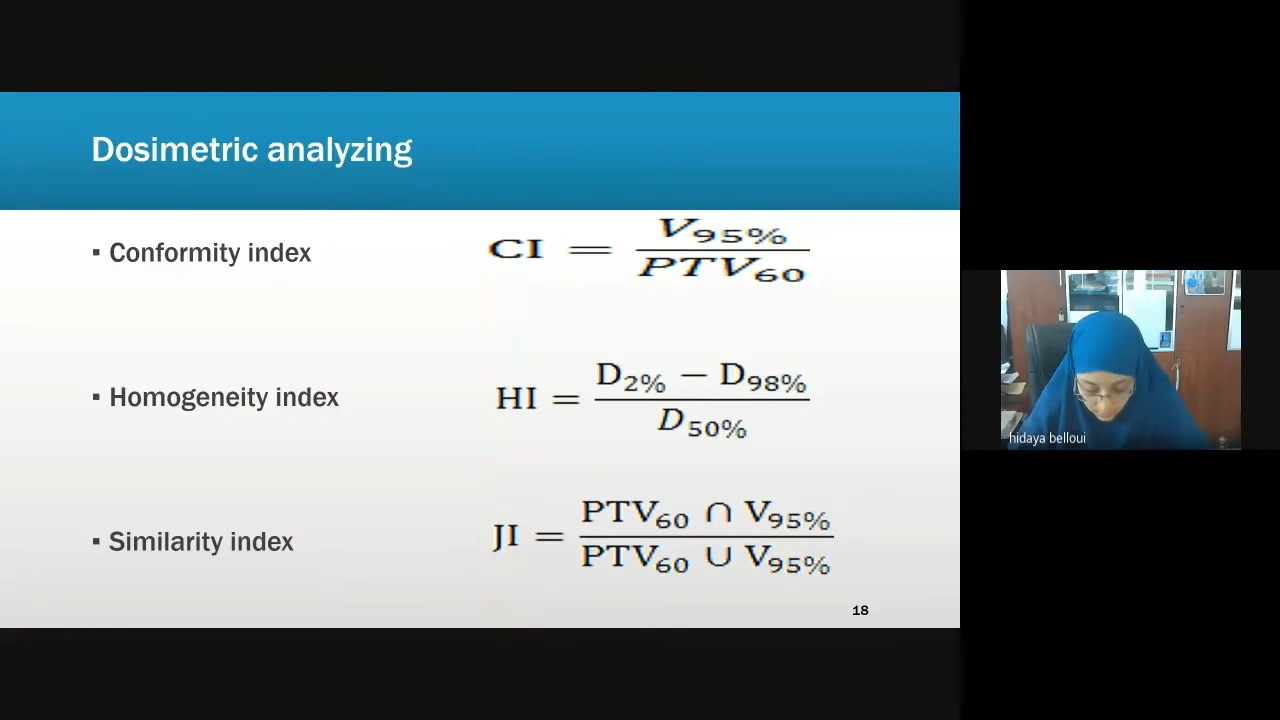 Dosimetric analyzing
▪ Conformity index
CI = V₉₅% / PTV₆₀
▪ Homogeneity index
HI = D₂% − D₉₈% / D₅₀%
▪ Similarity index
JI = PTV₆₀ ∩ V₉₅% / PTV₆₀ ∪ V₉₅%
18
hidaya belloui